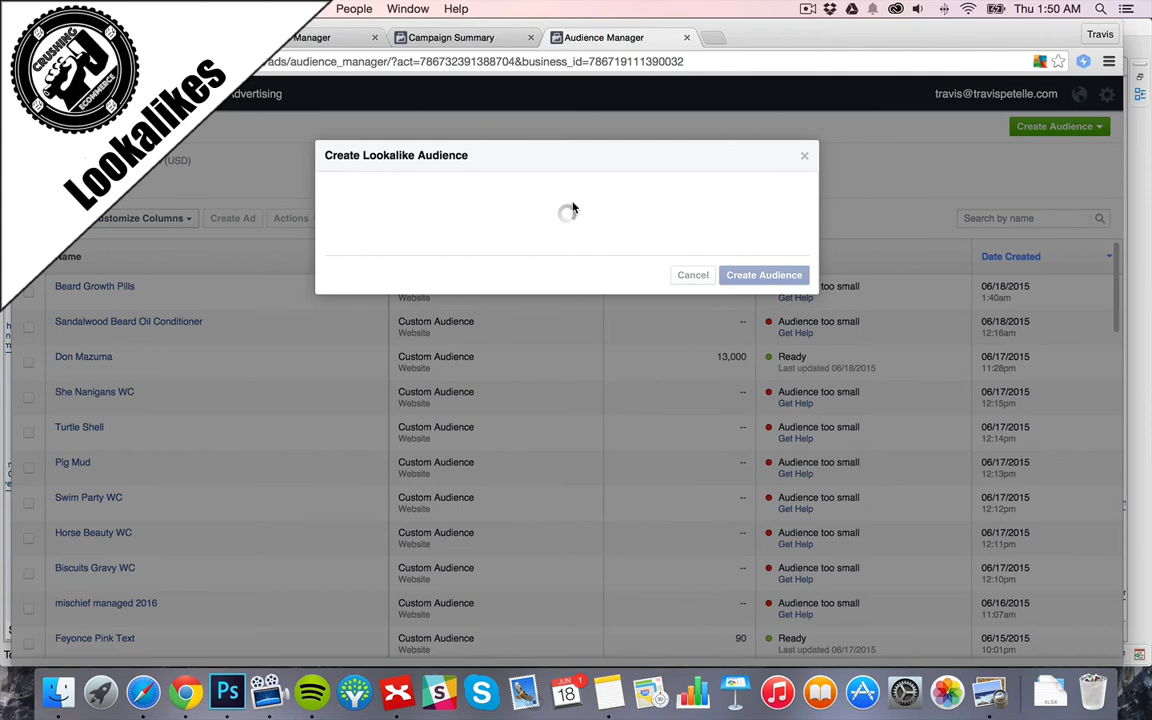 People Window Help Thu 1:50 AM
CRUSHING
ECOMMERCE
Lookalikes
Manager Campaign Summary Audience Manager Travis
ads/audience_manager/?act=786732391388704&business_id=786719111390032
dvertising travis@travispetelle.com
Create Audience
(USD)
Create Lookalike Audience
ustomize Columns Create Ad Actions Search by name
Name Date Created
Cancel Create Audience
Beard Growth Pills Audience too small 06/18/2015
Website Get Help 1:40am
Sandalwood Beard Oil Conditioner Custom Audience -- Audience too small 06/18/2015
Website Get Help 12:16am
Don Mazuma Custom Audience 13,000 Ready 06/17/2015
Website Last updated 06/18/2015 11:28pm
She Nanigans WC Custom Audience -- Audience too small 06/17/2015
Website Get Help 12:15pm
Turtle Shell Custom Audience -- Audience too small 06/17/2015
Website Get Help 12:14pm
Pig Mud Custom Audience -- Audience too small 06/17/2015
Website Get Help 12:13pm
Swim Party WC Custom Audience -- Audience too small 06/17/2015
Website Get Help 12:12pm
Horse Beauty WC Custom Audience -- Audience too small 06/17/2015
Website Get Help 12:11pm
Biscuits Gravy WC Custom Audience -- Audience too small 06/17/2015
Website Get Help 12:10pm
mischief managed 2016 Custom Audience -- Audience too small 06/16/2015
Website Get Help 11:07am
Feyonce Pink Text Custom Audience 90 Ready 06/15/2015
Website Last updated 06/17/2015 10:01pm
Ps JUN 18 1 XLSX